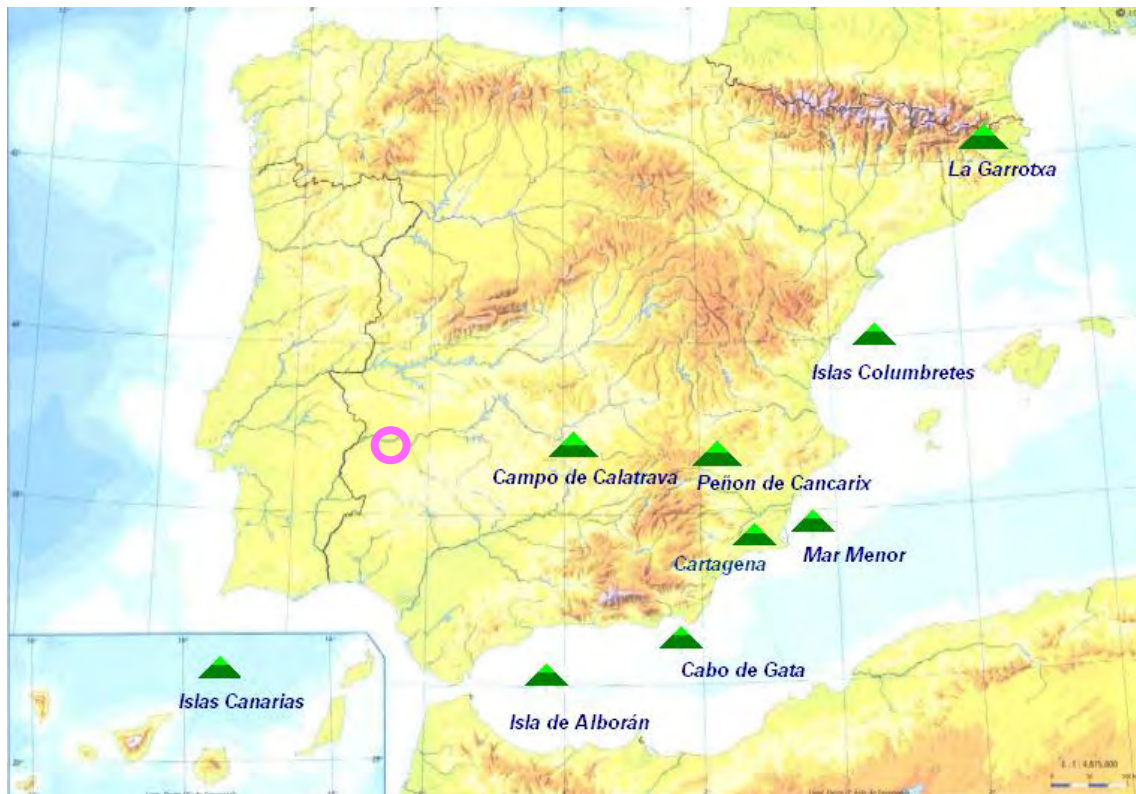 La Garrotxa
Islas Columbretes
Campo de Calatrava
Peñon de Cancarix
Cartagena
Mar Menor
Cabo de Gata
Islas Canarias
Isla de Alborán